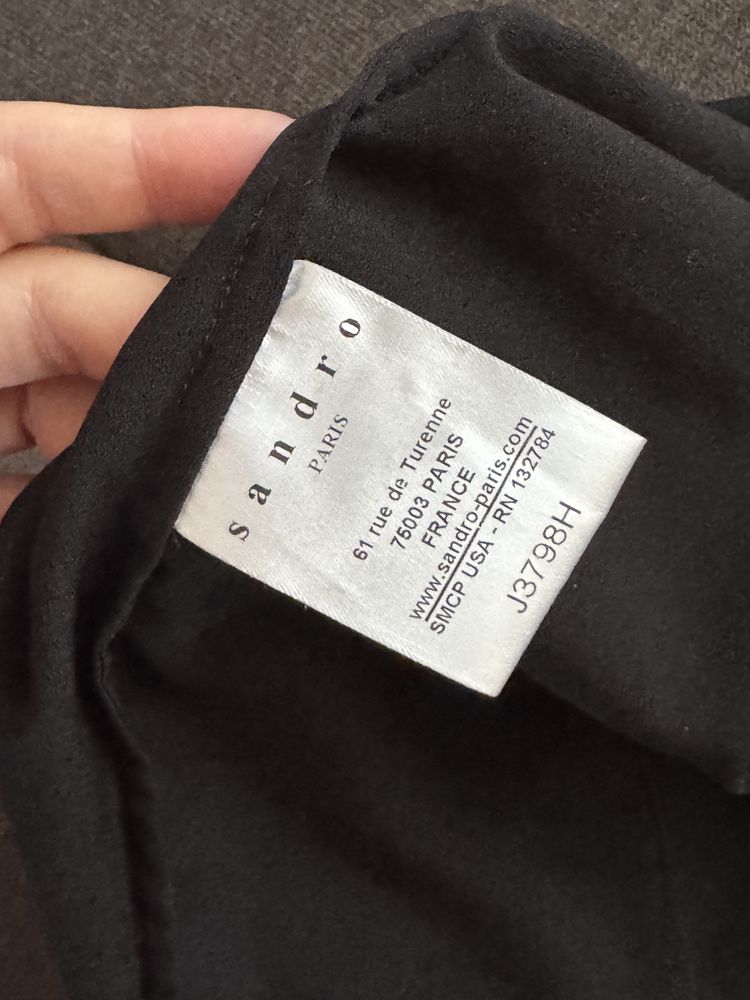 sandro
PARIS
61 rue de Turenne
75003 PARIS
FRANCE
www.sandro-paris.com
SMCP USA - RN 132784
J3798H